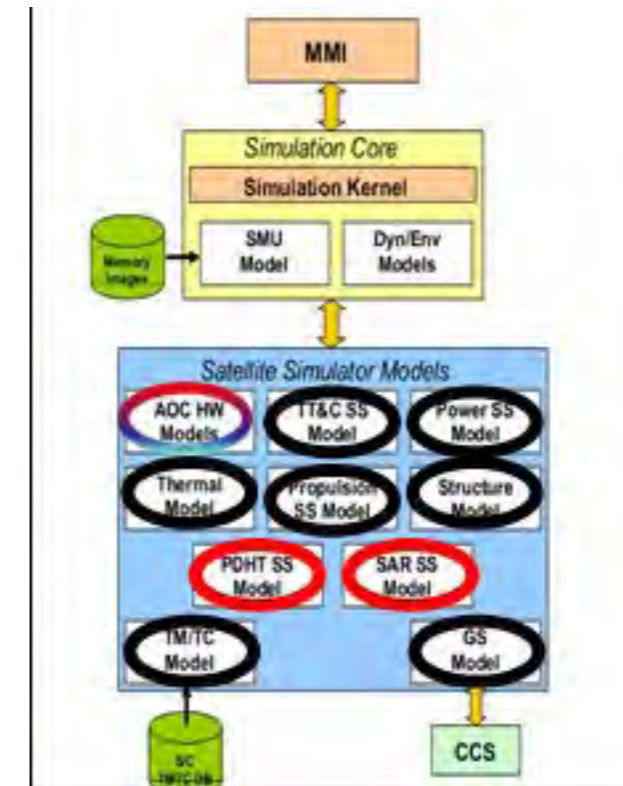 MMI
Simulation Core
Simulation Kernel
SMU
Model
Dyn/Env
Models
Memory
Images
Satellite Simulator Models
AOC HW
Models
TT&C SS
Model
Power SS
Model
Thermal
Model
Propulsion
SS Model
Structure
Model
PDHT SS
Model
SAR SS
Model
TM/TC
Model
GS
Model
S/C
CCS